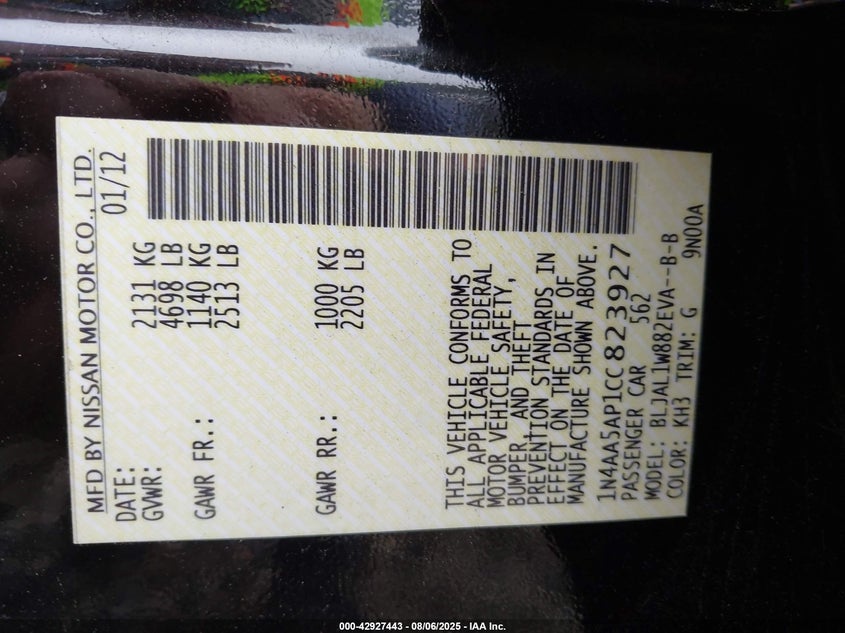 MFD BY NISSAN MOTOR CO., LTD.
DATE: 01/12
GVWR: 2131 KG
4698 LB
GAWR FR.: 1140 KG
2513 LB
GAWR RR.: 1000 KG
2205 LB
THIS VEHICLE CONFORMS TO
ALL APPLICABLE FEDERAL
MOTOR VEHICLE SAFETY,
BUMPER, AND THEFT
PREVENTION STANDARDS IN
EFFECT ON THE DATE OF
MANUFACTURE SHOWN ABOVE.
1N4AA5AP1CC823927
PASSENGER CAR 562
MODEL: BLJAL1W882EVA--B-B
COLOR: KH3 TRIM: G 9N00A
000-42927443 - 08/06/2025 - IAA Inc.